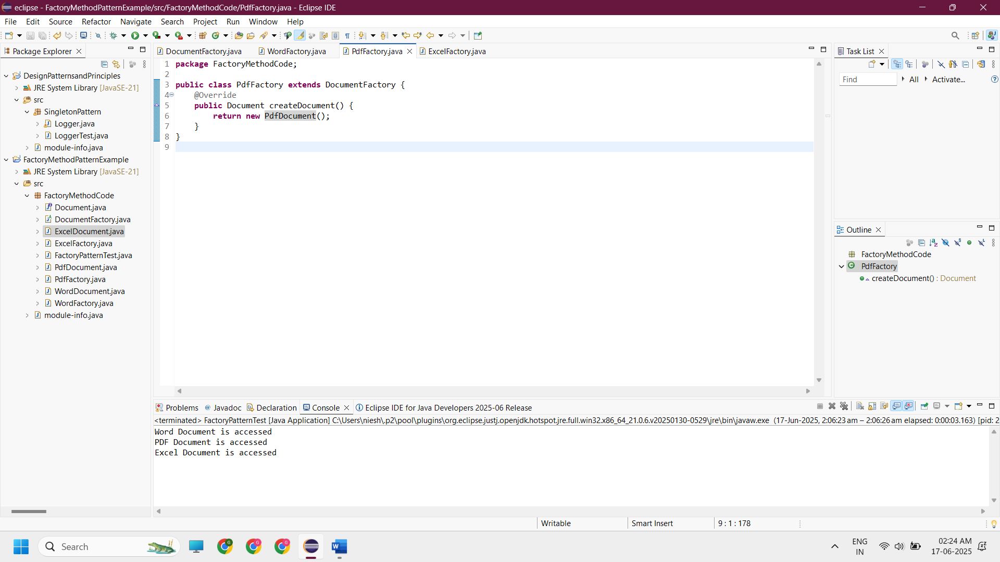 eclipse - FactoryMethodPatternExample/src/FactoryMethodCode/PdfFactory.java - Eclipse IDE
File Edit Source Refactor Navigate Search Project Run Window Help
Package Explorer
DesignPatternsandPrinciples
JRE System Library [JavaSE-21]
src
SingletonPattern
Logger.java
LoggerTest.java
module-info.java
FactoryMethodPatternExample
JRE System Library [JavaSE-21]
src
FactoryMethodCode
Document.java
DocumentFactory.java
ExcelDocument.java
ExcelFactory.java
FactoryPatternTest.java
PdfDocument.java
PdfFactory.java
WordDocument.java
WordFactory.java
module-info.java
DocumentFactory.java WordFactory.java PdfFactory.java ExcelFactory.java
1 package FactoryMethodCode;
2
3 public class PdfFactory extends DocumentFactory {
4 @Override
5 public Document createDocument() {
6 return new PdfDocument();
7 }
8 }
9
Task List
Find All Activate...
Outline
FactoryMethodCode
PdfFactory
createDocument() : Document
Problems Javadoc Declaration Console Eclipse IDE for Java Developers 2025-06 Release
<terminated> FactoryPatternTest [Java Application] C:\Users\niesh\.p2\pool\plugins\org.eclipse.justj.openjdk.hotspot.jre.full.win32.x86_64_21.0.6.v20250130-0529\jre\bin\javaw.exe (17-Jun-2025, 2:06:23 am – 2:06:26 am elapsed: 0:00:03.163) [pid: 2
Word Document is accessed
PDF Document is accessed
Excel Document is accessed
Writable Smart Insert 9 : 1 : 178
Search
ENG
IN
02:24 AM
17-06-2025